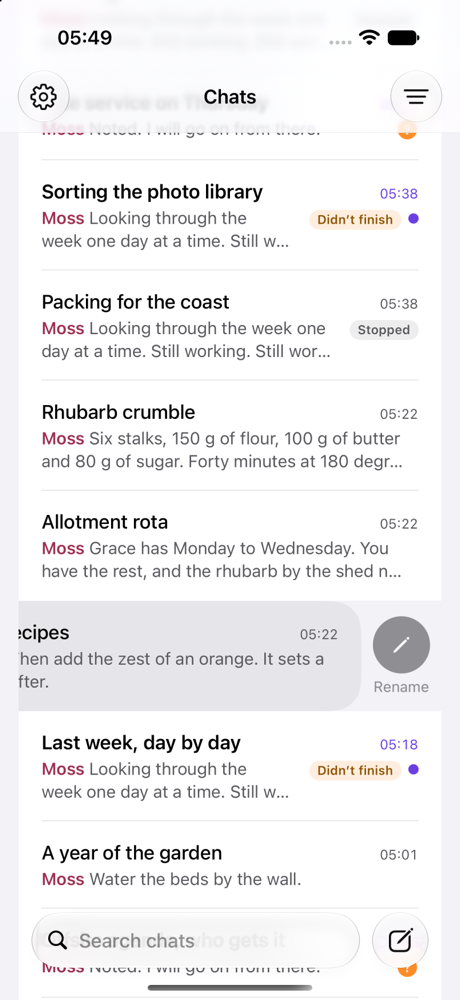 05:49
Chats
service on Thursday
Moss Noted. I will go on from there.
Sorting the photo library
05:38
Moss Looking through the
week one day at a time. Still w...
Didn't finish
Packing for the coast
05:38
Moss Looking through the week one
day at a time. Still working. Still wor...
Stopped
Rhubarb crumble
05:22
Moss Six stalks, 150 g of flour, 100 g of butter
and 80 g of sugar. Forty minutes at 180 degr...
Allotment rota
05:22
Moss Grace has Monday to Wednesday. You
have the rest, and the rhubarb by the shed n...
ecipes
05:22
hen add the zest of an orange. It sets a
fter.
Rename
Last week, day by day
05:18
Moss Looking through the
week one day at a time. Still w...
Didn't finish
A year of the garden
05:01
Moss Water the beds by the wall.
who gets it
Search chats
Moss Noted. I will go on from there.